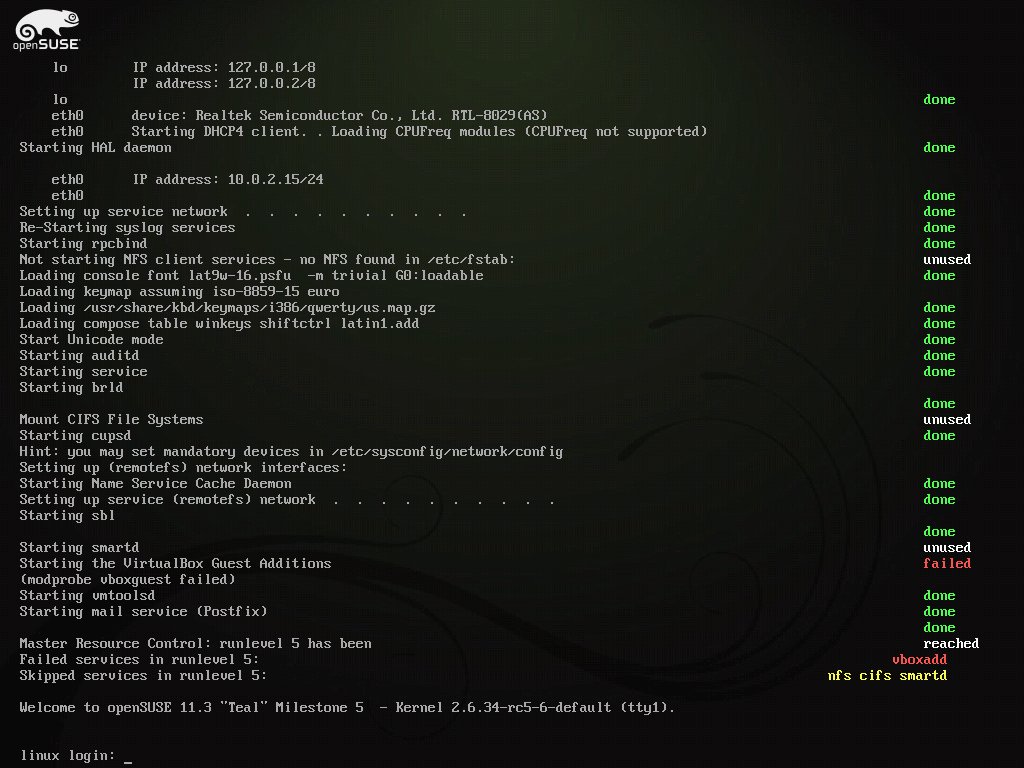 openSUSE
lo IP address: 127.0.0.1/8
IP address: 127.0.0.2/8
lo done
eth0 device: Realtek Semiconductor Co., Ltd. RTL-8029(AS)
eth0 Starting DHCP4 client. . Loading CPUFreq modules (CPUFreq not supported)
Starting HAL daemon done
eth0 IP address: 10.0.2.15/24
eth0 done
Setting up service network . . . . . . . . . . done
Re-Starting syslog services done
Starting rpcbind done
Not starting NFS client services - no NFS found in /etc/fstab: unused
Loading console font lat9w-16.psfu -m trivial G0:loadable done
Loading keymap assuming iso-8859-15 euro
Loading /usr/share/kbd/keymaps/i386/qwerty/us.map.gz done
Loading compose table winkeys shiftctrl latin1.add done
Start Unicode mode done
Starting auditd done
Starting service done
Starting brld
done
Mount CIFS File Systems unused
Starting cupsd done
Hint: you may set mandatory devices in /etc/sysconfig/network/config
Setting up (remotefs) network interfaces:
Starting Name Service Cache Daemon done
Setting up service (remotefs) network . . . . . . . . . . done
Starting sbl
done
Starting smartd unused
Starting the VirtualBox Guest Additions failed
(modprobe vboxguest failed)
Starting vmtoolsd done
Starting mail service (Postfix) done
done
Master Resource Control: runlevel 5 has been reached
Failed services in runlevel 5: vboxadd
Skipped services in runlevel 5: nfs cifs smartd
Welcome to openSUSE 11.3 "Teal" Milestone 5 - Kernel 2.6.34-rc5-6-default (tty1).
linux login: _